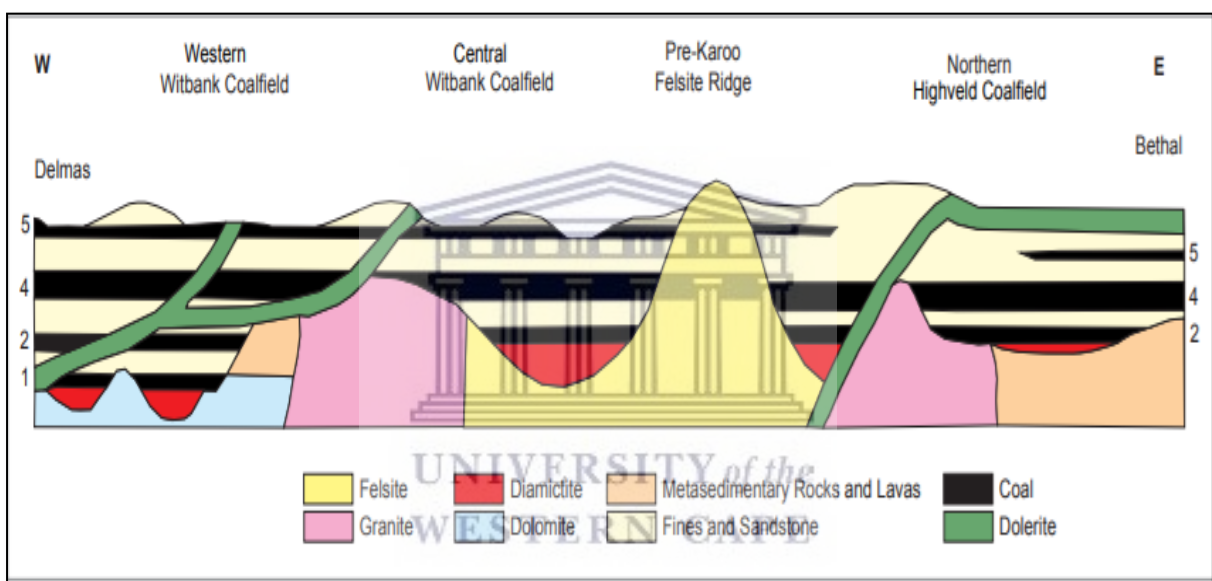 W
Western
Witbank Coalfield
Central
Witbank Coalfield
Pre-Karoo
Felsite Ridge
Northern
Highveld Coalfield
E
Delmas
Bethal
5
4
2
1
5
4
2
UNIVERSITY of the
WESTERN CAPE
Felsite
Diamictite
Metasedimentary Rocks and Lavas
Coal
Granite
Dolomite
Fines and Sandstone
Dolerite